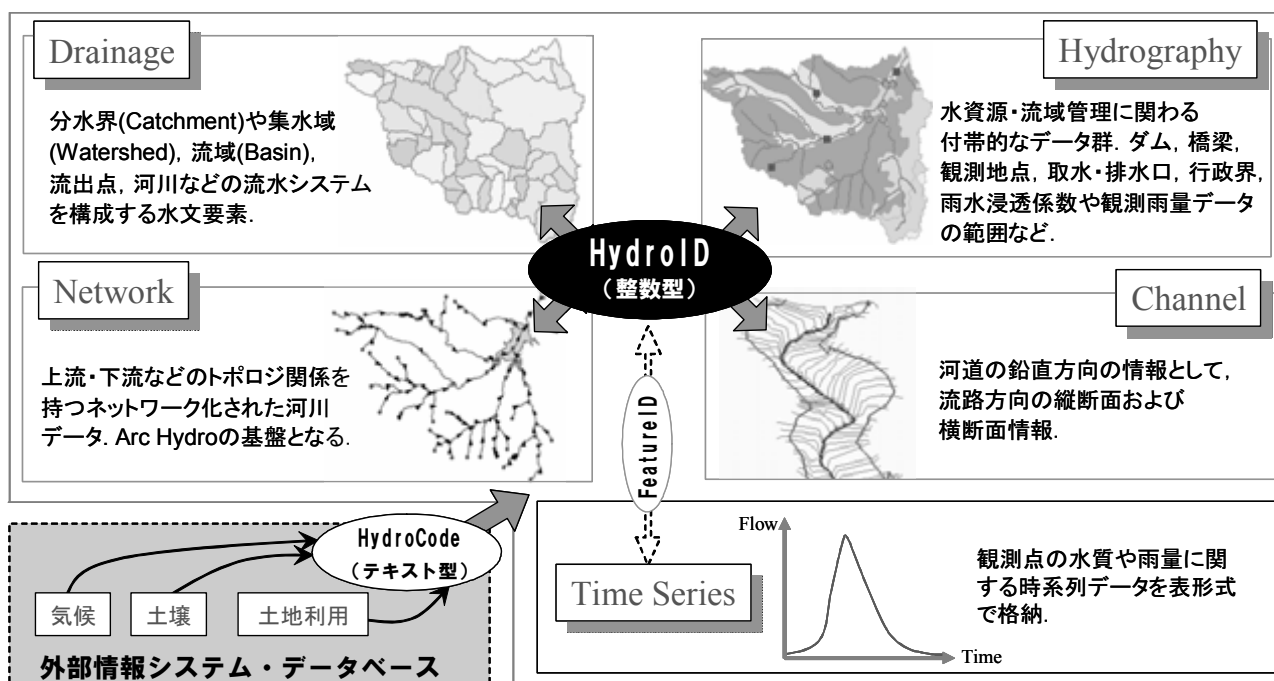 Drainage
分水界(Catchment)や集水域
(Watershed), 流域(Basin),
流出点, 河川などの流水システム
を構成する水文要素.
Hydrography
水資源・流域管理に関わる
付帯的なデータ群. ダム, 橋梁,
観測地点, 取水・排水口, 行政界,
雨水浸透係数や観測雨量データ
の範囲など.
HydroID
(整数型)
Network
上流・下流などのトポロジ関係を
持つネットワーク化された河川
データ. Arc Hydroの基盤となる.
Channel
河道の鉛直方向の情報として,
流路方向の縦断面および
横断面情報.
FeatureID
HydroCode
(テキスト型)
気候
土壌
土地利用
外部情報システム・データベース
Time Series
Flow
Time
観測点の水質や雨量に関
する時系列データを表形式
で格納.